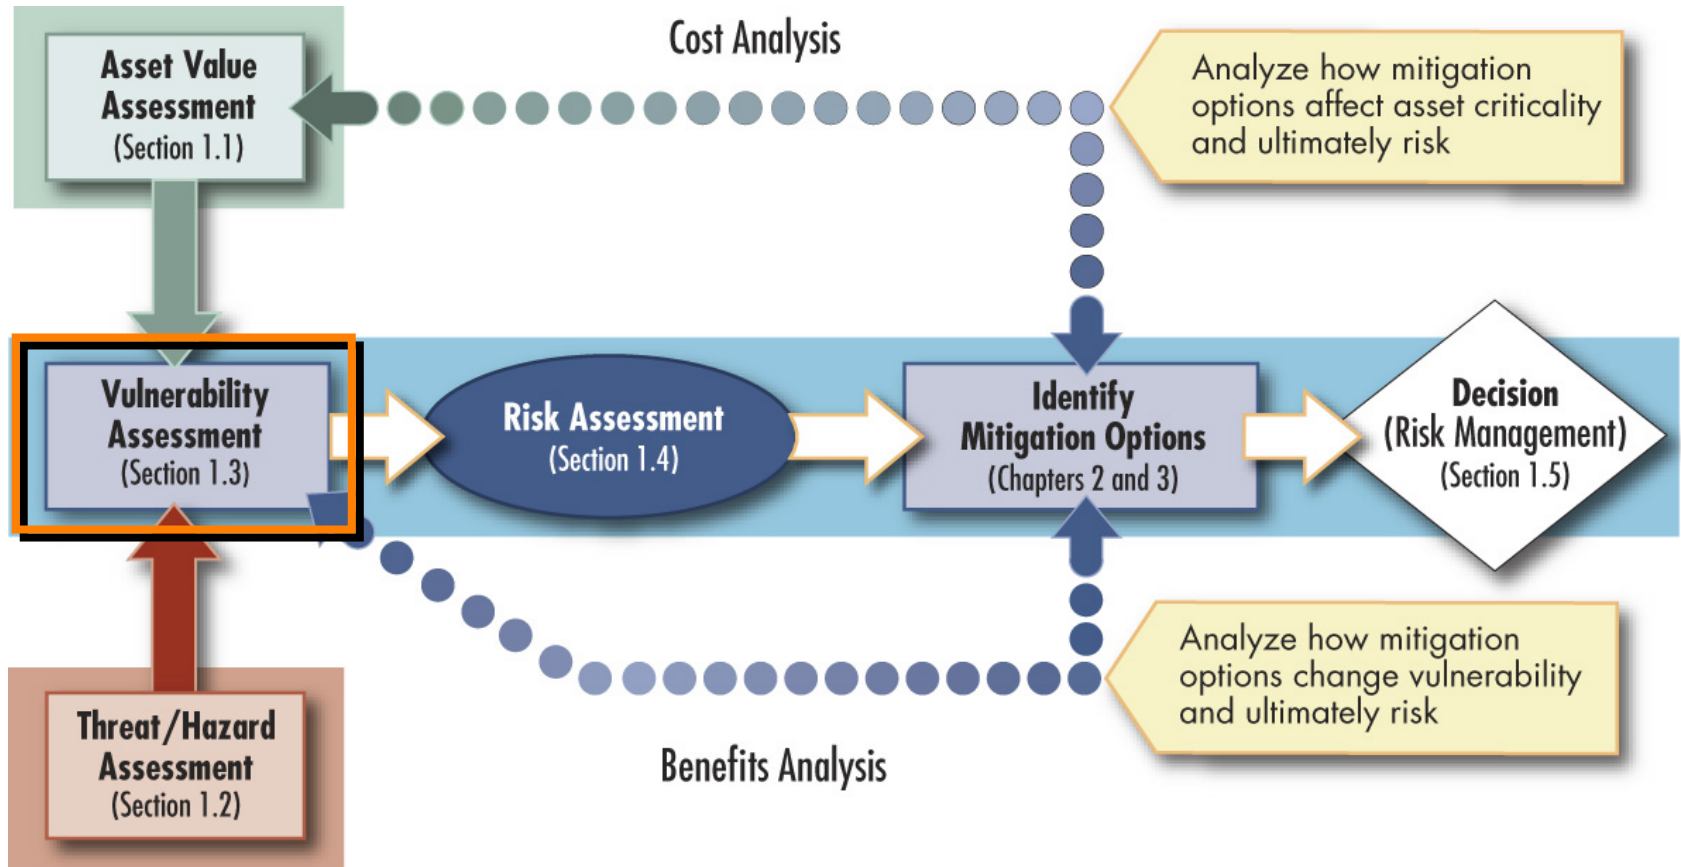 Asset Value
Assessment
(Section 1.1)
Cost Analysis
Analyze how mitigation
options affect asset criticality
and ultimately risk
Vulnerability
Assessment
(Section 1.3)
Risk Assessment
(Section 1.4)
Identify
Mitigation Options
(Chapters 2 and 3)
Decision
(Risk Management)
(Section 1.5)
Threat/Hazard
Assessment
(Section 1.2)
Benefits Analysis
Analyze how mitigation
options change vulnerability
and ultimately risk